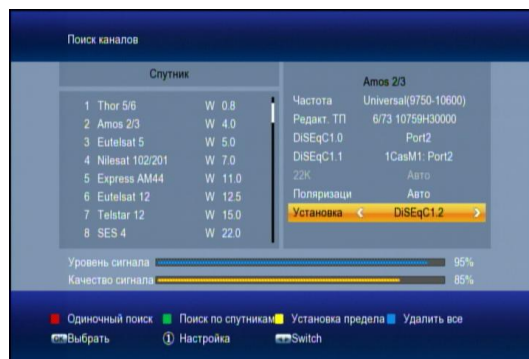 Поиск каналов
Спутник
1 Thor 5/6 W 0.8
2 Amos 2/3 W 4.0
3 Eutelsat 5 W 5.0
4 Nilesat 102/201 W 7.0
5 Express AM44 W 11.0
6 Eutelsat 12 W 12.5
7 Telstar 12 W 15.0
8 SES 4 W 22.0
Amos 2/3
Частота Universal(9750-10600)
Редакт. ТП 6/73 10759H30000
DiSEqC1.0 Port2
DiSEqC1.1 1CasM1: Port2
22K Авто
Поляризаци Авто
Установка DiSEqC1.2
Уровень сигнала 95%
Качество сигнала 85%
Одиночный поиск Поиск по спутникам Установка предела Удалить все
OK Выбрать 1 Настройка Switch